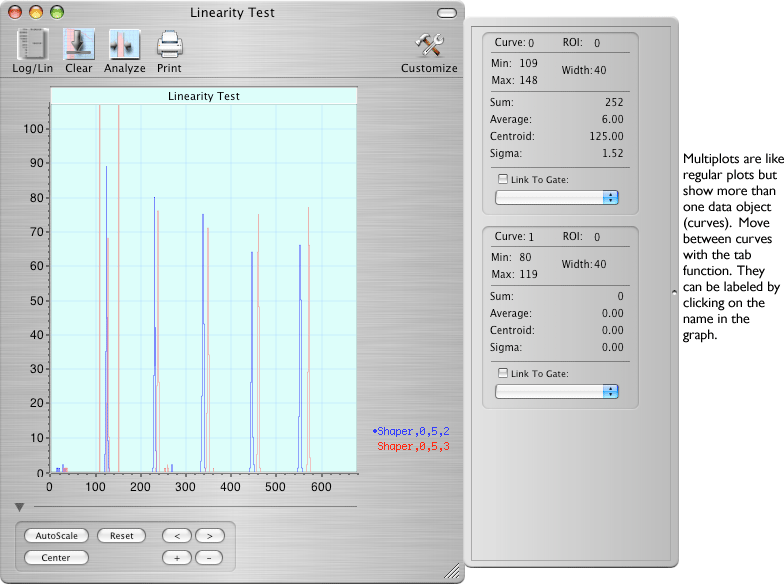 Linearity Test
Log/Lin Clear Analyze Print Customize
Linearity Test
100
90
80
70
60
50
40
30
20
10
0
0 100 200 300 400 500 600
Shaper,0,5,2
Shaper,0,5,3
AutoScale Reset < >
Center + -
Curve: 0 ROI: 0
Min: 109
Width: 40
Max: 148
Sum: 252
Average: 6.00
Centroid: 125.00
Sigma: 1.52
Link To Gate:
Curve: 1 ROI: 0
Min: 80
Width: 40
Max: 119
Sum: 0
Average: 0.00
Centroid: 0.00
Sigma: 0.00
Link To Gate:
Multiplots are like
regular plots but
show more than
one data object
(curves). Move
between curves
with the tab
function. They
can be labeled by
clicking on the
name in the
graph.